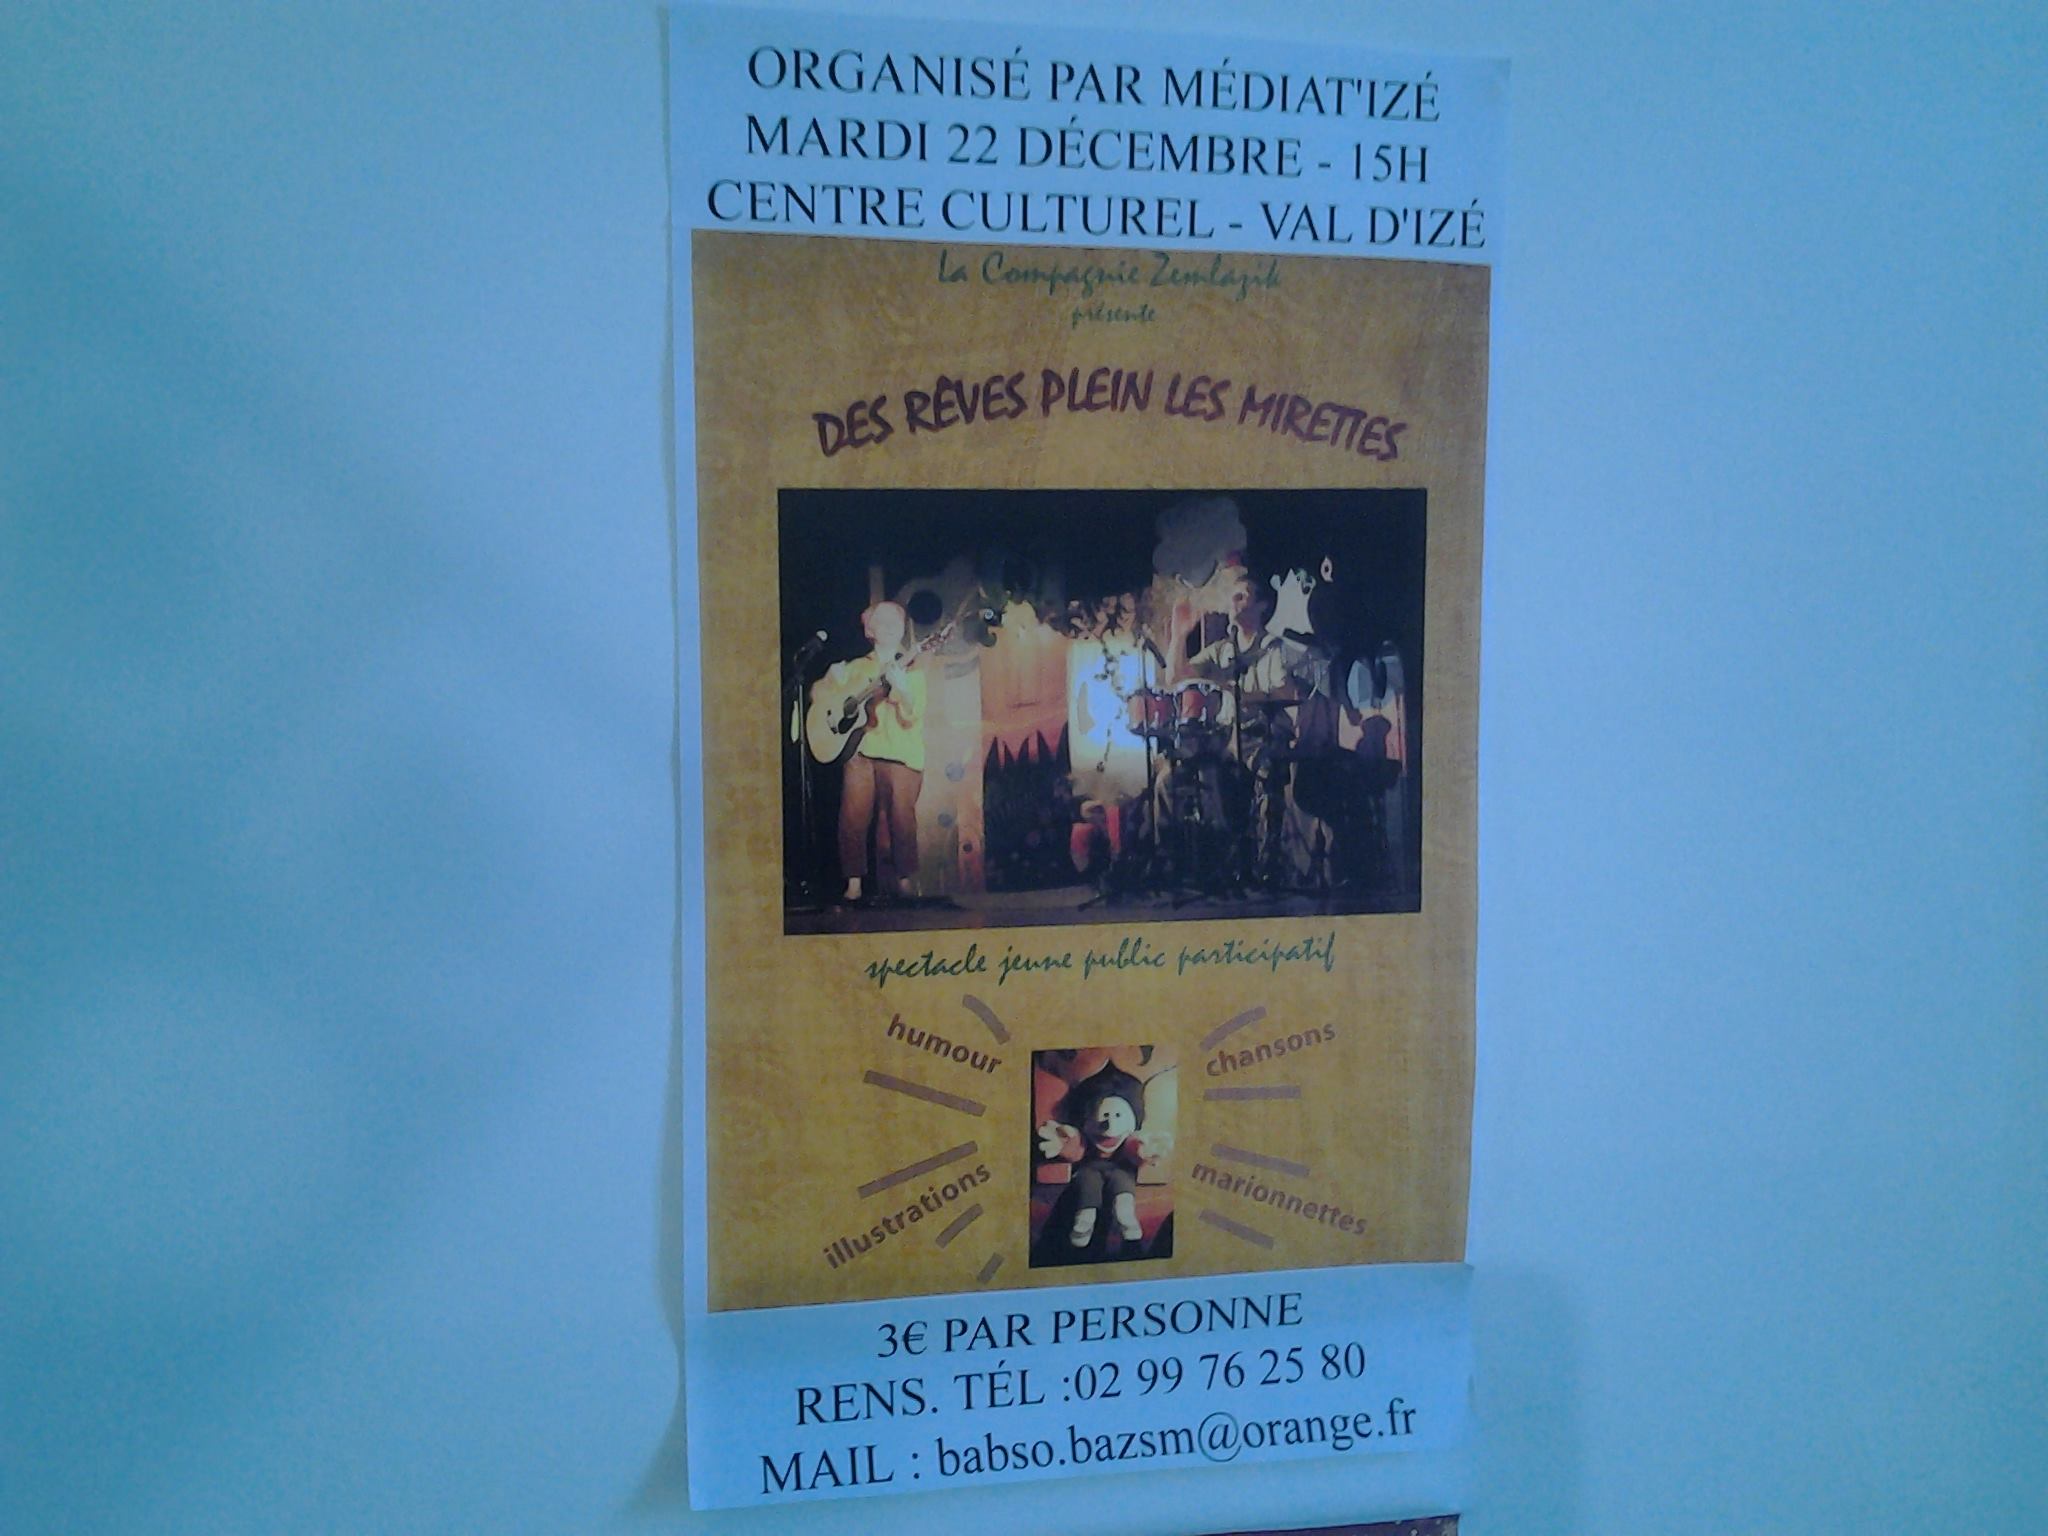 ORGANISÉ PAR MÉDIAT'IZÉ
MARDI 22 DÉCEMBRE - 15H
CENTRE CULTUREL - VAL D'IZÉ
La Compagnie Zemlazik
présente
DES RÊVES PLEIN LES MIRETTES
spectacle jeune public participatif
humour
chansons
illustrations
marionnettes
3€ PAR PERSONNE
RENS. TÉL :02 99 76 25 80
MAIL : babso.bazsm@orange.fr